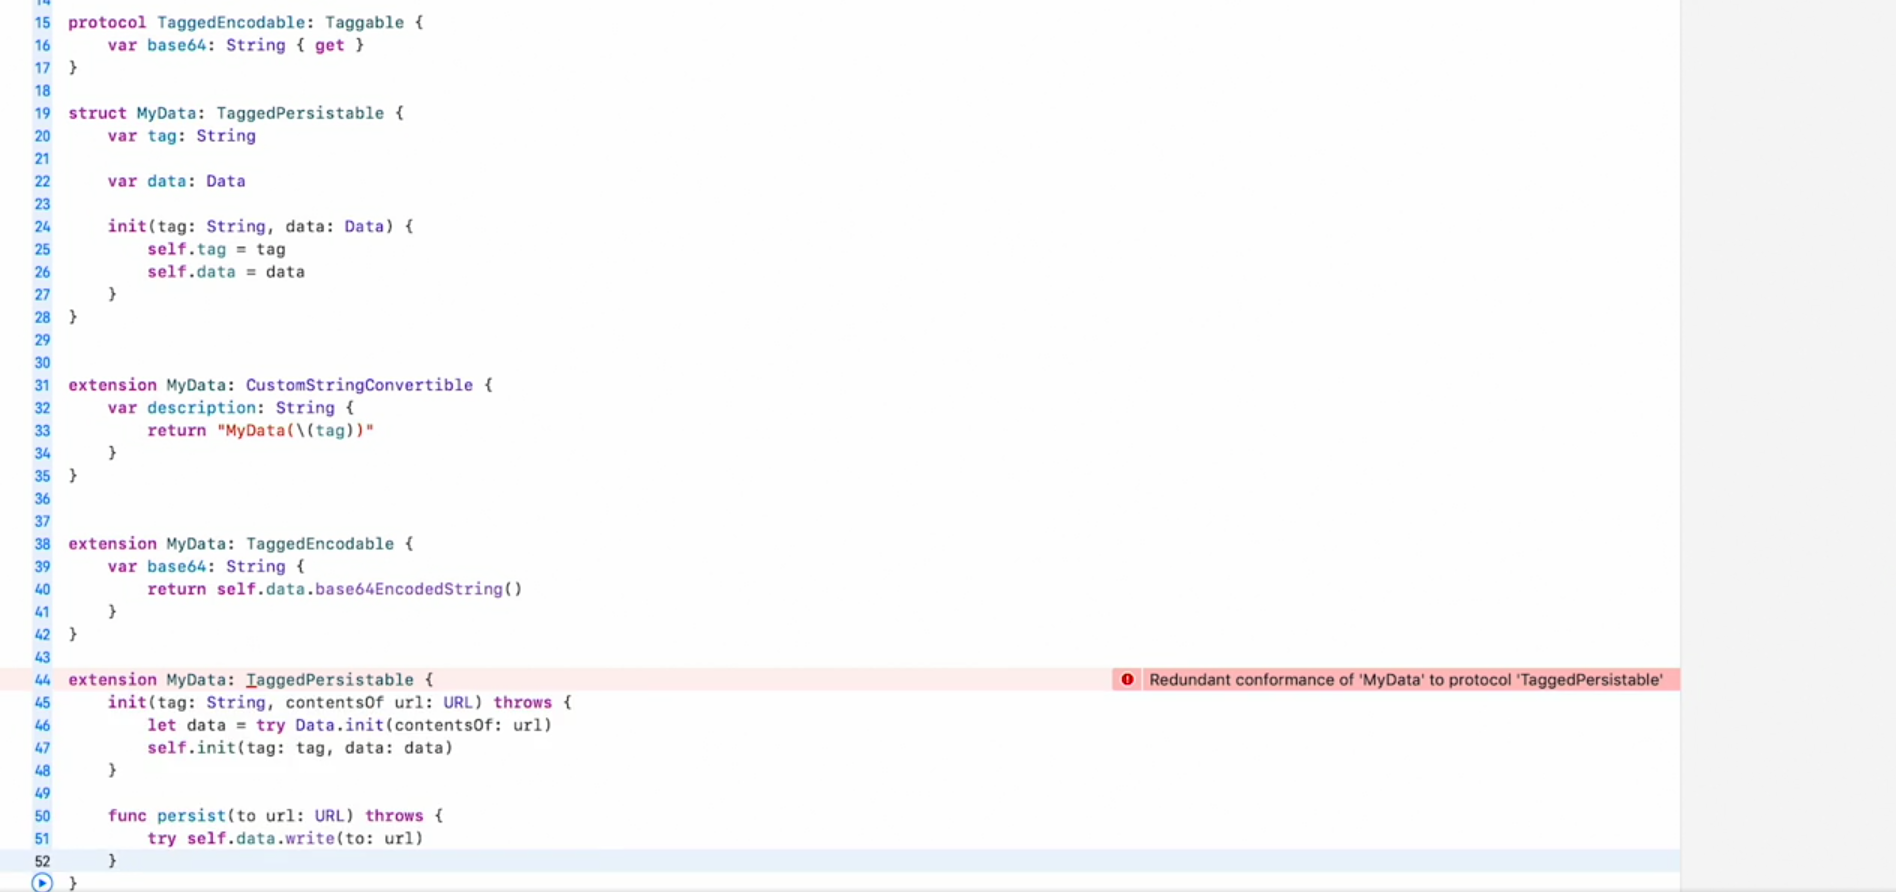 14
15 protocol TaggedEncodable: Taggable {
16     var base64: String { get }
17 }
18
19 struct MyData: TaggedPersistable {
20     var tag: String
21
22     var data: Data
23
24     init(tag: String, data: Data) {
25         self.tag = tag
26         self.data = data
27     }
28 }
29
30
31 extension MyData: CustomStringConvertible {
32     var description: String {
33         return "MyData(\(tag))"
34     }
35 }
36
37
38 extension MyData: TaggedEncodable {
39     var base64: String {
40         return self.data.base64EncodedString()
41     }
42 }
43
44 extension MyData: TaggedPersistable { Redundant conformance of 'MyData' to protocol 'TaggedPersistable'
45     init(tag: String, contentsOf url: URL) throws {
46         let data = try Data.init(contentsOf: url)
47         self.init(tag: tag, data: data)
48     }
49
50     func persist(to url: URL) throws {
51         try self.data.write(to: url)
52     }
}